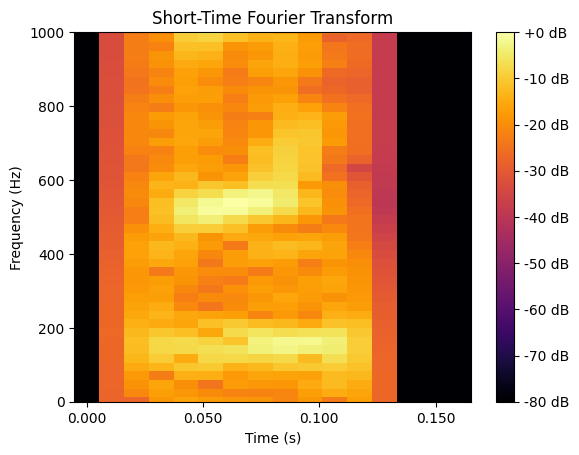 Short-Time Fourier Transform
1000
800
600
400
200
0
Frequency (Hz)
0.000
0.050
0.100
0.150
Time (s)
+0 dB
-10 dB
-20 dB
-30 dB
-40 dB
-50 dB
-60 dB
-70 dB
-80 dB